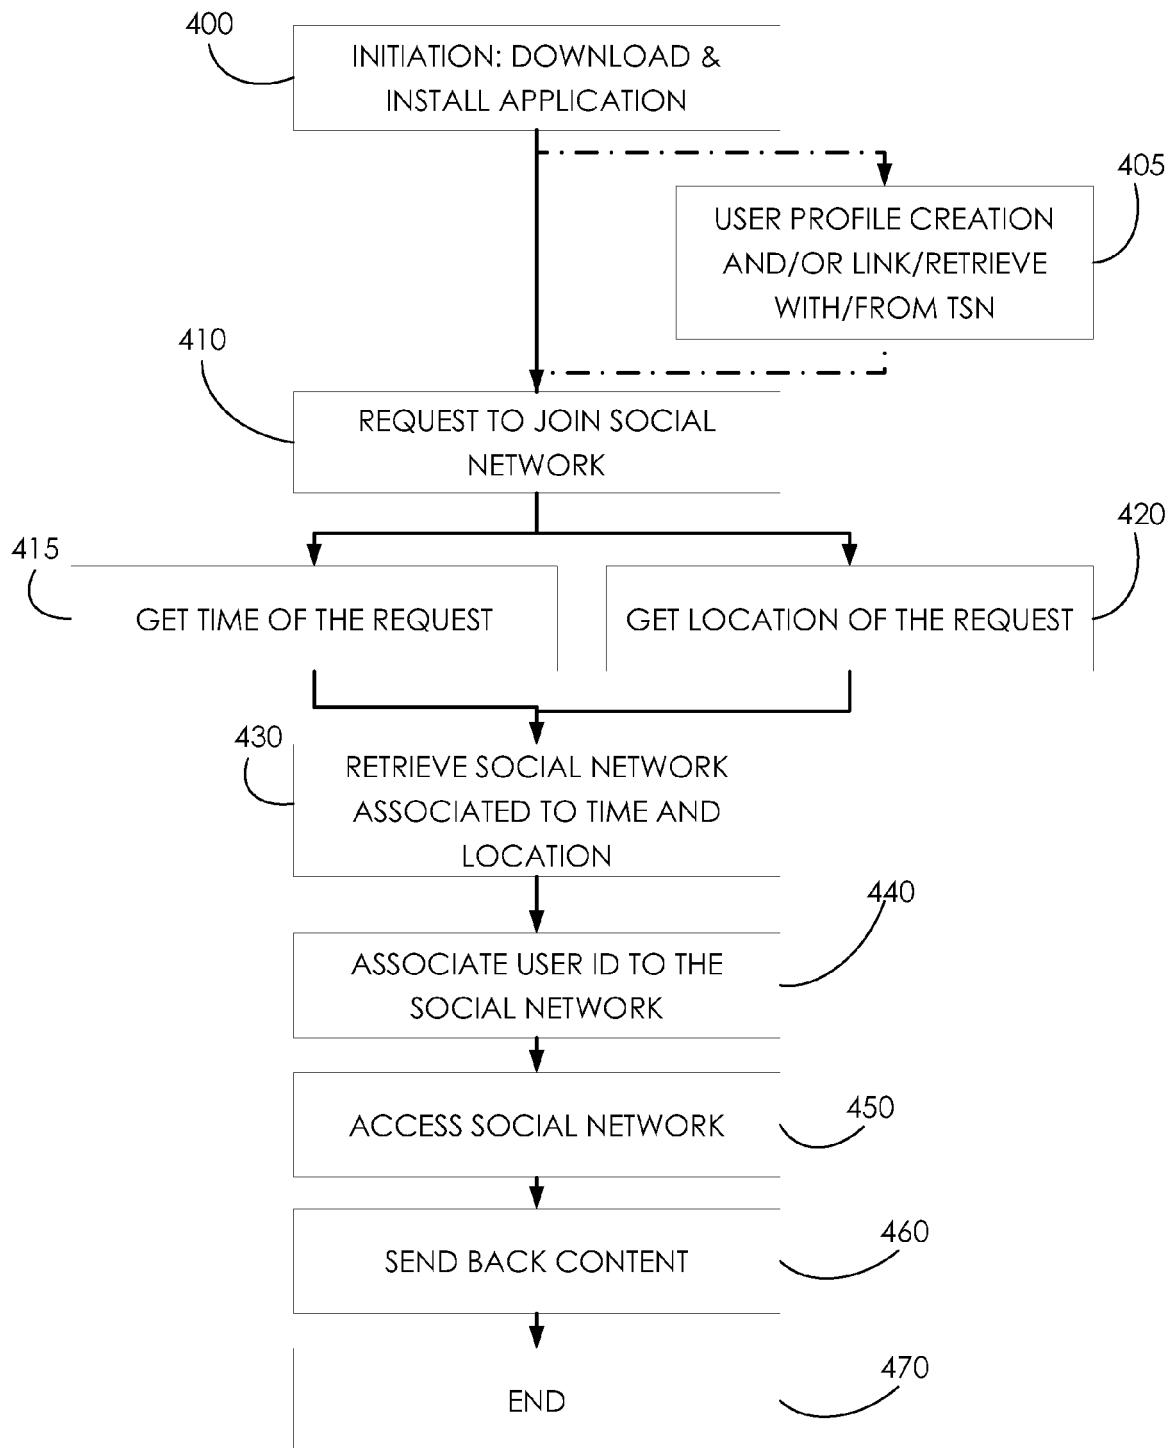 400
INITIATION: DOWNLOAD &
INSTALL APPLICATION
405
USER PROFILE CREATION
AND/OR LINK/RETRIEVE
WITH/FROM TSN
410
REQUEST TO JOIN SOCIAL
NETWORK
415
GET TIME OF THE REQUEST
420
GET LOCATION OF THE REQUEST
430
RETRIEVE SOCIAL NETWORK
ASSOCIATED TO TIME AND
LOCATION
440
ASSOCIATE USER ID TO THE
SOCIAL NETWORK
450
ACCESS SOCIAL NETWORK
460
SEND BACK CONTENT
470
END